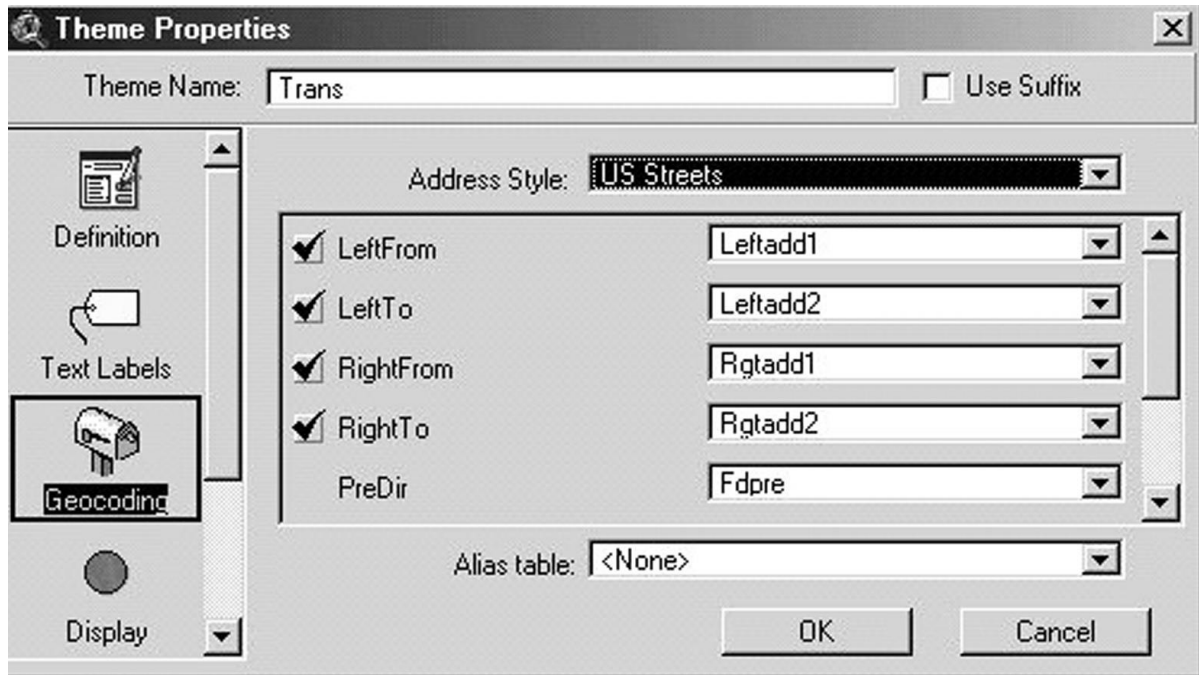 Theme Properties
Theme Name: Trans Use Suffix
Definition
Text Labels
Geocoding
Display
Address Style: US Streets
LeftFrom Leftadd1
LeftTo Leftadd2
RightFrom Rgtadd1
RightTo Rgtadd2
PreDir Fdpre
Alias table: <None>
OK Cancel